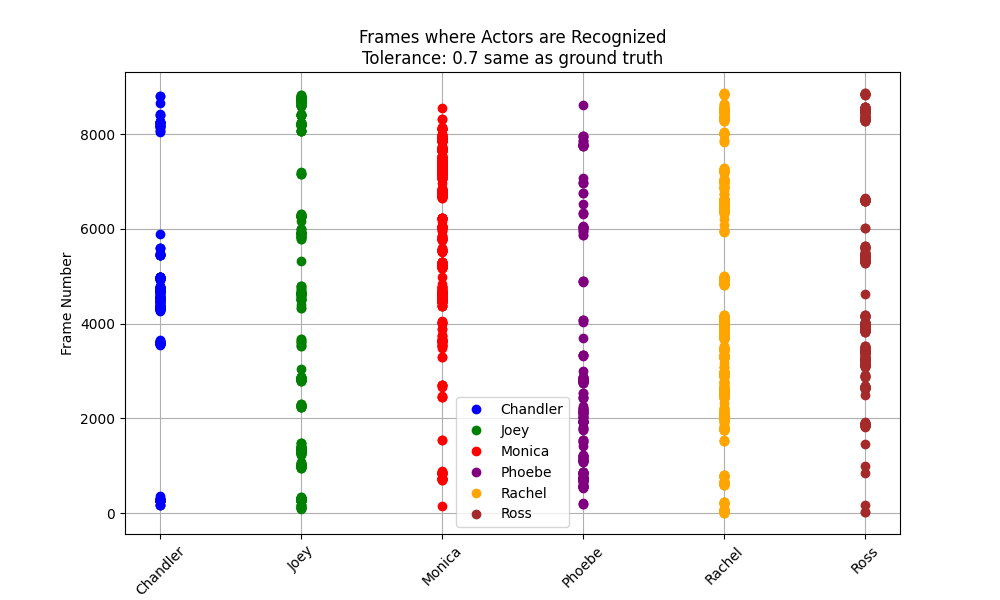 Frames where Actors are Recognized
Tolerance: 0.7 same as ground truth
Frame Number
8000
6000
4000
2000
0
Chandler
Joey
Monica
Phoebe
Rachel
Ross
Chandler
Joey
Monica
Phoebe
Rachel
Ross